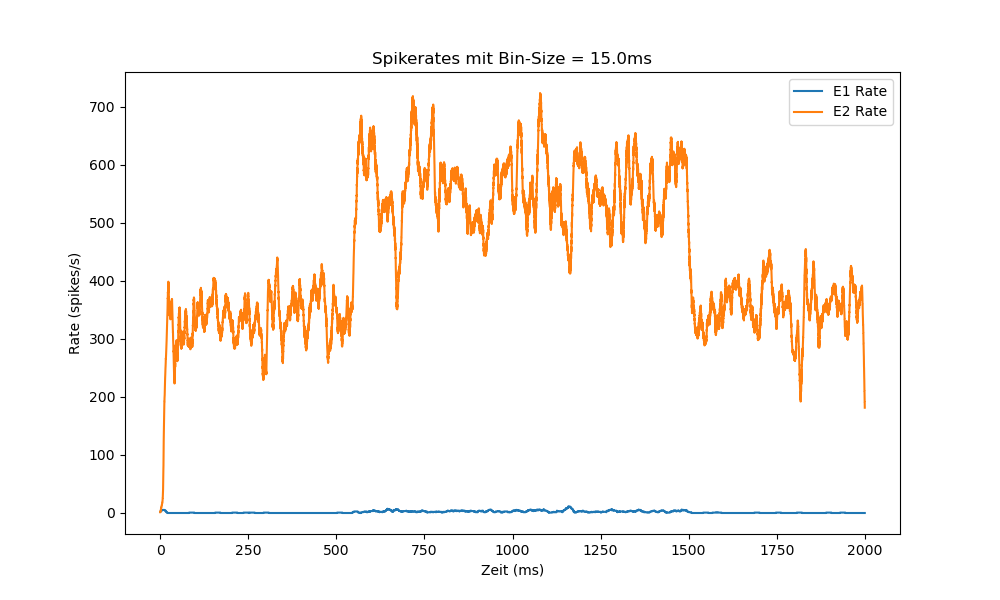 Spikerates mit Bin-Size = 15.0ms
E1 Rate
E2 Rate
Rate (spikes/s)
700
600
500
400
300
200
100
0
0 250 500 750 1000 1250 1500 1750 2000
Zeit (ms)